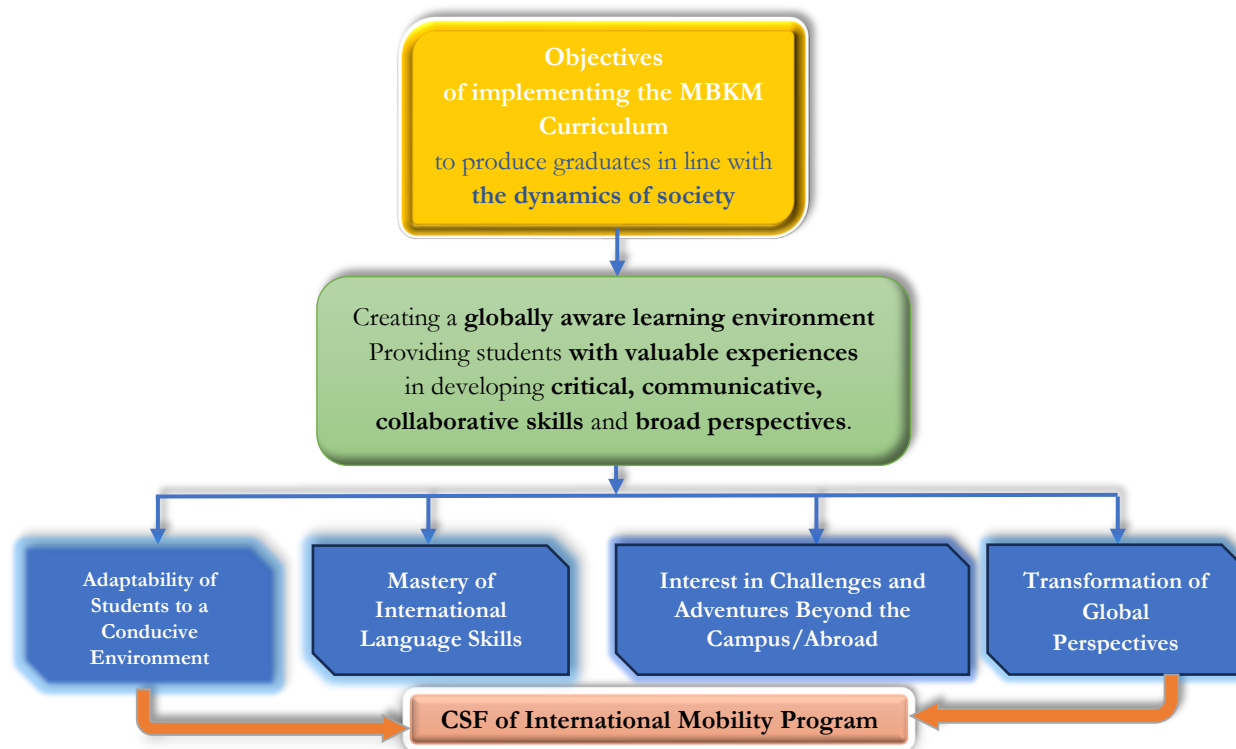 Objectives
of implementing the MBKM
Curriculum
to produce graduates in line with
the dynamics of society
Creating a globally aware learning environment
Providing students with valuable experiences
in developing critical, communicative,
collaborative skills and broad perspectives.
Adaptability of
Students to a
Conducive
Environment
Mastery of
International
Language Skills
Interest in Challenges and
Adventures Beyond the
Campus/Abroad
Transformation of
Global
Perspectives
CSF of International Mobility Program